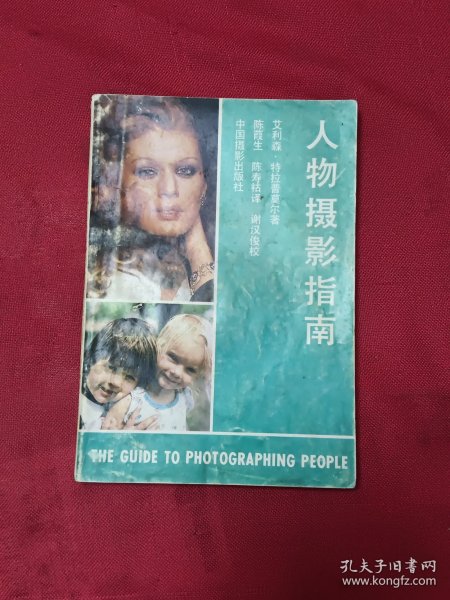 人物摄影指南
艾利森·特拉普莫尔著
陈葭生 陈寿祜译 谢汉俊校
中国摄影出版社
THE GUIDE TO PHOTOGRAPHING PEOPLE
孔夫子旧书网
www.kongfz.com